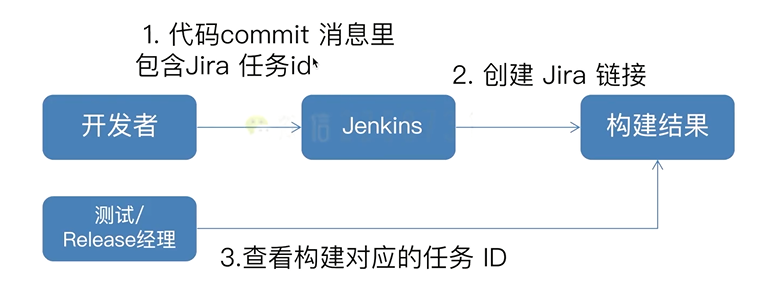 1. 代码commit 消息里
包含Jira 任务id
2. 创建 Jira 链接
开发者
Jenkins
构建结果
测试/
Release经理
3.查看构建对应的任务 ID